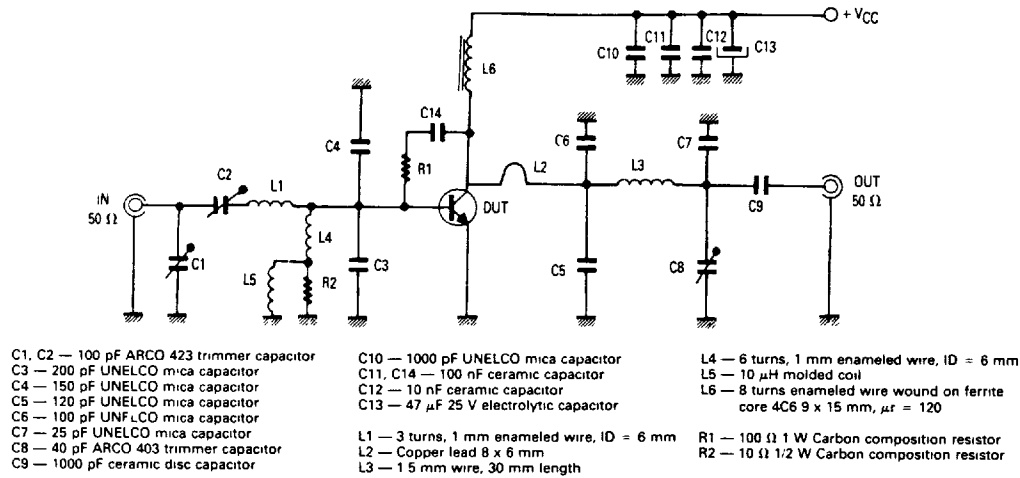 + VCC
C10
C11
C12
C13
L6
C14
C4
R1
C6
C7
L2
L3
C2
L1
IN
50 Ω
DUT
OUT
50 Ω
C9
L4
C1
L5
R2
C3
C5
C8
C1, C2 — 100 pF ARCO 423 trimmer capacitor
C3 — 200 pF UNELCO mica capacitor
C4 — 150 pF UNELCO mica capacitor
C5 — 120 pF UNELCO mica capacitor
C6 — 100 pF UNELCO mica capacitor
C7 — 25 pF UNELCO mica capacitor
C8 — 40 pF ARCO 403 trimmer capacitor
C9 — 1000 pF ceramic disc capacitor
C10 — 1000 pF UNELCO mica capacitor
C11, C14 — 100 nF ceramic capacitor
C12 — 10 nF ceramic capacitor
C13 — 47 µF 25 V electrolytic capacitor
L1 — 3 turns, 1 mm enameled wire, ID = 6 mm
L2 — Copper lead 8 x 6 mm
L3 — 1 5 mm wire, 30 mm length
L4 — 6 turns, 1 mm enameled wire, ID = 6 mm
L5 — 10 µH molded coil
L6 — 8 turns enameled wire wound on ferrite
core 4C6 9 x 15 mm, µr = 120
R1 — 100 Ω 1 W Carbon composition resistor
R2 — 10 Ω 1/2 W Carbon composition resistor